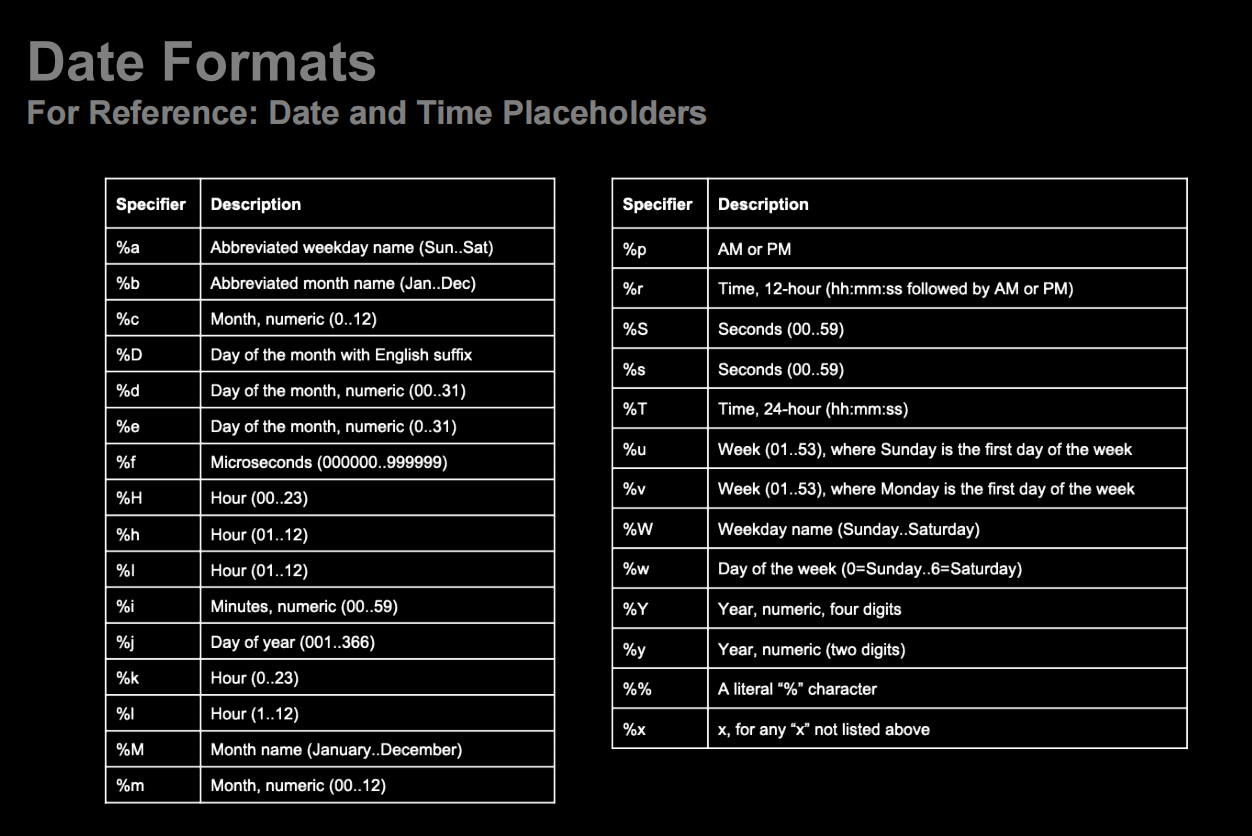 Date Formats
For Reference: Date and Time Placeholders
Specifier Description
%a Abbreviated weekday name (Sun..Sat)
%b Abbreviated month name (Jan..Dec)
%c Month, numeric (0..12)
%D Day of the month with English suffix
%d Day of the month, numeric (00..31)
%e Day of the month, numeric (0..31)
%f Microseconds (000000..999999)
%H Hour (00..23)
%h Hour (01..12)
%I Hour (01..12)
%i Minutes, numeric (00..59)
%j Day of year (001..366)
%k Hour (0..23)
%l Hour (1..12)
%M Month name (January..December)
%m Month, numeric (00..12)
Specifier Description
%p AM or PM
%r Time, 12-hour (hh:mm:ss followed by AM or PM)
%S Seconds (00..59)
%s Seconds (00..59)
%T Time, 24-hour (hh:mm:ss)
%u Week (01..53), where Sunday is the first day of the week
%v Week (01..53), where Monday is the first day of the week
%W Weekday name (Sunday..Saturday)
%w Day of the week (0=Sunday..6=Saturday)
%Y Year, numeric, four digits
%y Year, numeric (two digits)
%% A literal “%” character
%x x, for any “x” not listed above